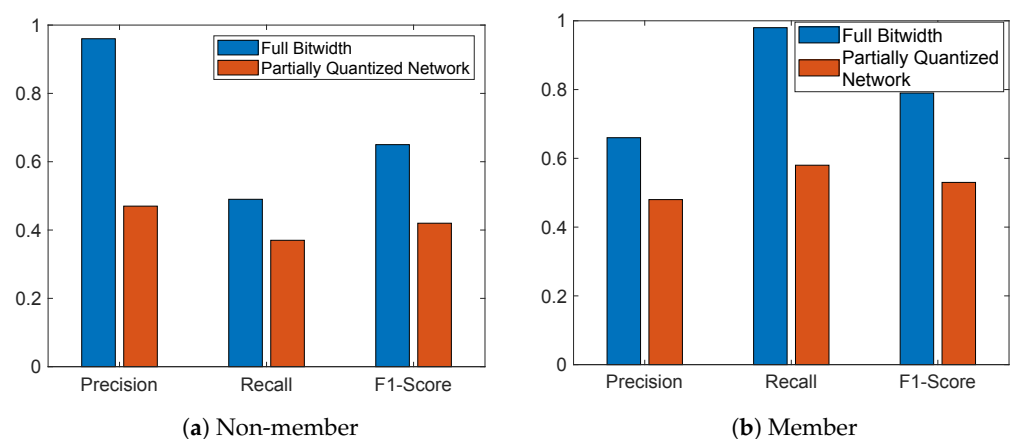 1
0.8
0.6
0.4
0.2
0
Full Bitwidth
Partially Quantized Network
Precision Recall F1-Score
(a) Non-member
1
0.8
0.6
0.4
0.2
0
Full Bitwidth
Partially Quantized
Network
Precision Recall F1-Score
(b) Member